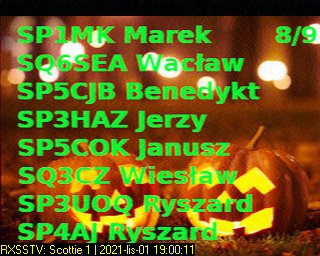 SP1MK Marek 8/9
SQ6SEA Wacław
SP5CJB Benedykt
SP3HAZ Jerzy
SP5COK Janusz
SQ3CZ Wiesław
SP3UOQ Ryszard
SP4AJ Ryszard
RXSSTV: Scottie 1 | 2021-lis-01 19:00:11